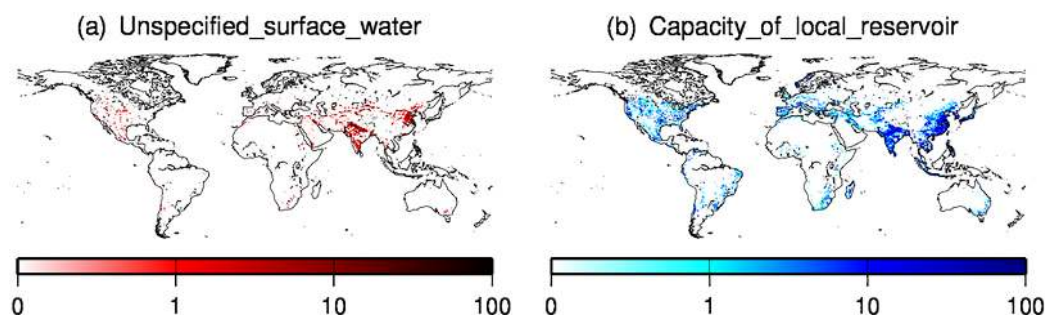 (a) Unspecified_surface_water
(b) Capacity_of_local_reservoir
0 1 10 100
0 1 10 100